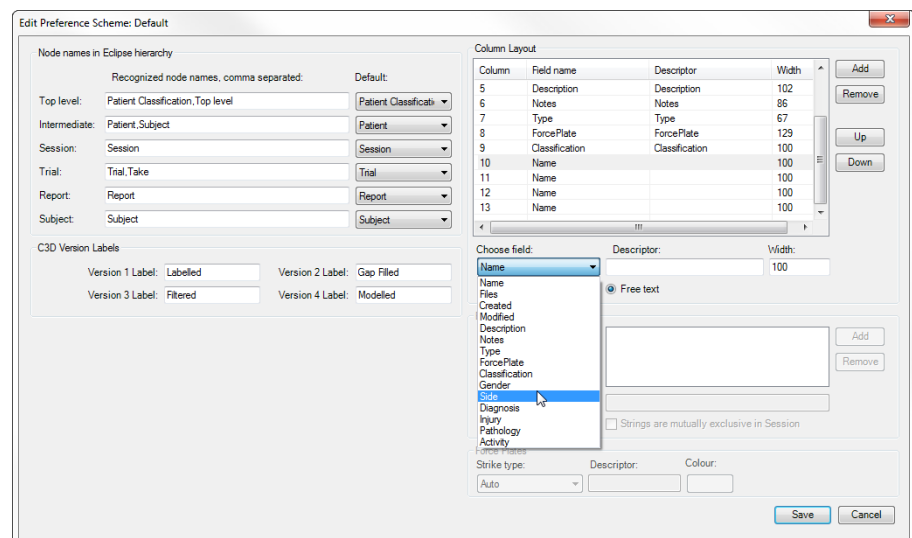 Edit Preference Scheme: Default
Node names in Eclipse hierarchy
Recognized node names, comma separated:
Default:
Top level:
Patient Classification,Top level
Patient Classificati
Intermediate:
Patient,Subject
Patient
Session:
Session
Session
Trial:
Trial,Take
Trial
Report:
Report
Report
Subject:
Subject
Subject
C3D Version Labels
Version 1 Label: Labelled
Version 2 Label: Gap Filled
Version 3 Label: Filtered
Version 4 Label: Modelled
Column Layout
Column Field name Descriptor Width
5 Description Description 102
6 Notes Notes 86
7 Type Type 67
8 ForcePlate ForcePlate 129
9 Classification Classification 100
10 Name 100
11 Name 100
12 Name 100
13 Name 100
Add
Remove
Up
Down
Choose field: Descriptor: Width:
Name 100
Free text
Name
Files
Created
Modified
Description
Notes
Type
ForcePlate
Classification
Gender
Side
Diagnosis
Injury
Pathology
Activity
Add
Remove
Strings are mutually exclusive in Session
Force Plates
Strike type: Descriptor: Colour:
Auto
Save
Cancel